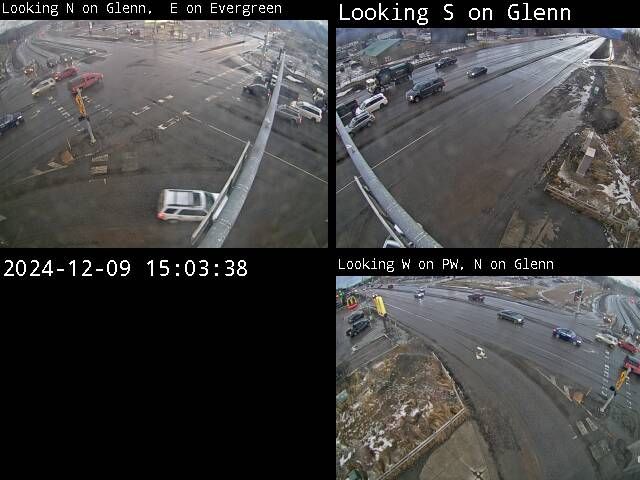 Looking N on Glenn, E on Evergreen
Looking S on Glenn
2024-12-09 15:03:38
Looking W on PW, N on Glenn